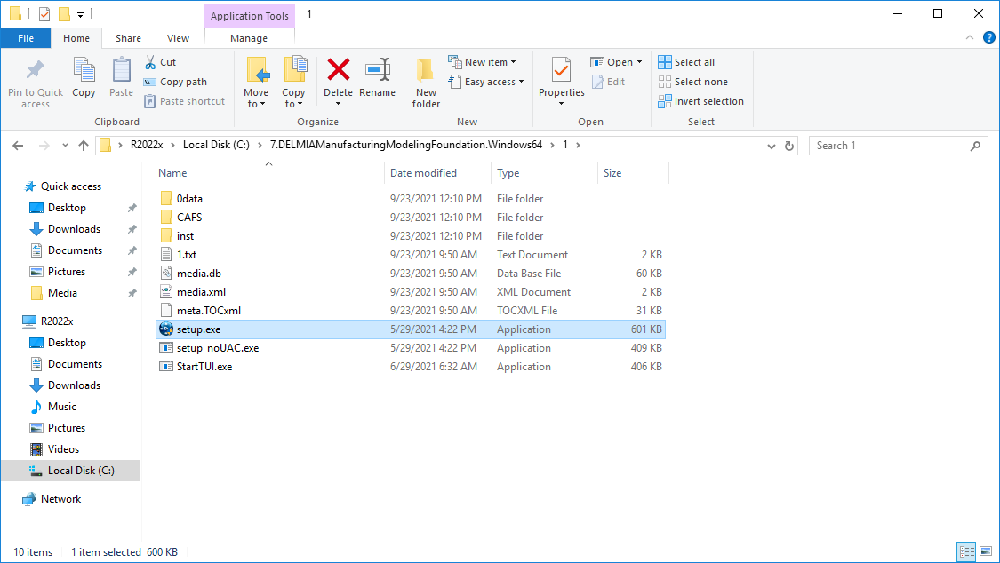 Application Tools 1
File Home Share View Manage
Pin to Quick access
Copy
Paste
Cut
Copy path
Paste shortcut
Clipboard
Move to
Copy to
Delete
Rename
Organize
New folder
New item
Easy access
New
Properties
Open
Edit
Open
Select all
Select none
Invert selection
Select
R2022x > Local Disk (C:) > 7.DELMIAManufacturingModelingFoundation.Windows64 > 1 >
Search 1
Quick access
Desktop
Downloads
Documents
Pictures
Media
R2022x
Desktop
Documents
Downloads
Music
Pictures
Videos
Local Disk (C:)
Network
Name Date modified Type Size
0data 9/23/2021 12:10 PM File folder
CAFS 9/23/2021 12:10 PM File folder
inst 9/23/2021 12:10 PM File folder
1.txt 9/23/2021 9:50 AM Text Document 2 KB
media.db 9/23/2021 9:50 AM Data Base File 60 KB
media.xml 9/23/2021 9:50 AM XML Document 2 KB
meta.TOCxml 9/23/2021 9:50 AM TOCXML File 31 KB
setup.exe 5/29/2021 4:22 PM Application 601 KB
setup_noUAC.exe 5/29/2021 4:22 PM Application 409 KB
StartTUI.exe 6/29/2021 6:32 AM Application 406 KB
10 items 1 item selected 600 KB